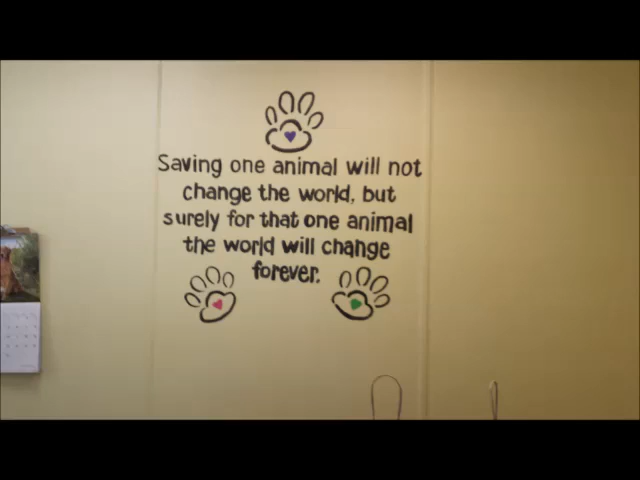 Saving one animal will not
change the world, but
surely for that one animal
the world will change
forever.